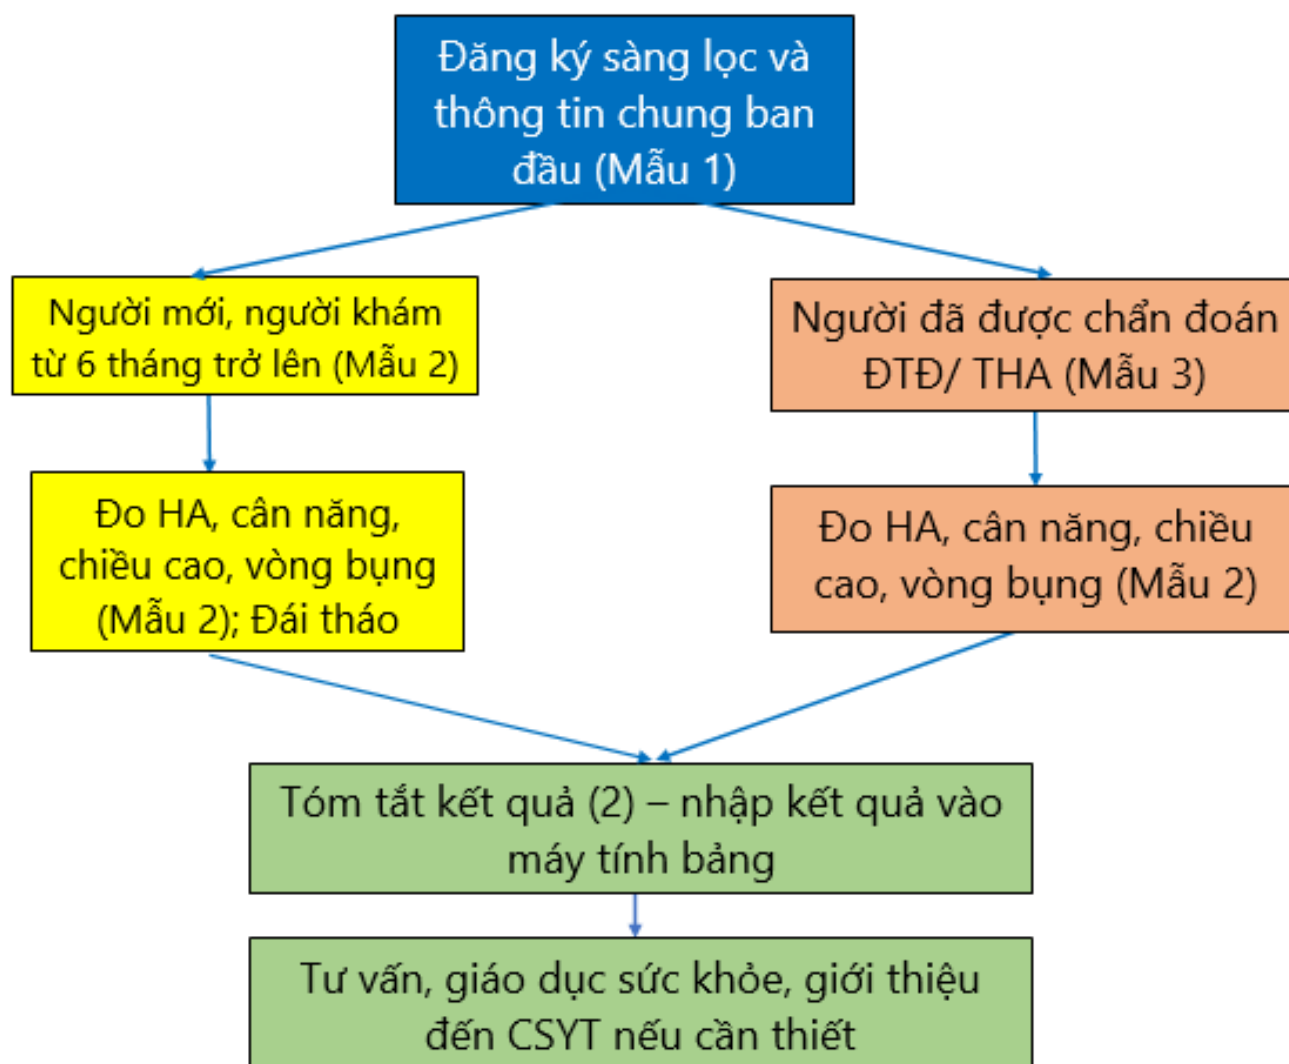 Đăng ký sàng lọc và
thông tin chung ban
đầu (Mẫu 1)
Người mới, người khám
từ 6 tháng trở lên (Mẫu 2)
Người đã được chẩn đoán
ĐTĐ/ THA (Mẫu 3)
Đo HA, cân năng,
chiều cao, vòng bụng
(Mẫu 2); Đái tháo
Đo HA, cân năng, chiều
cao, vòng bụng (Mẫu 2)
Tóm tắt kết quả (2) – nhập kết quả vào
máy tính bảng
Tư vấn, giáo dục sức khỏe, giới thiệu
đến CSYT nếu cần thiết